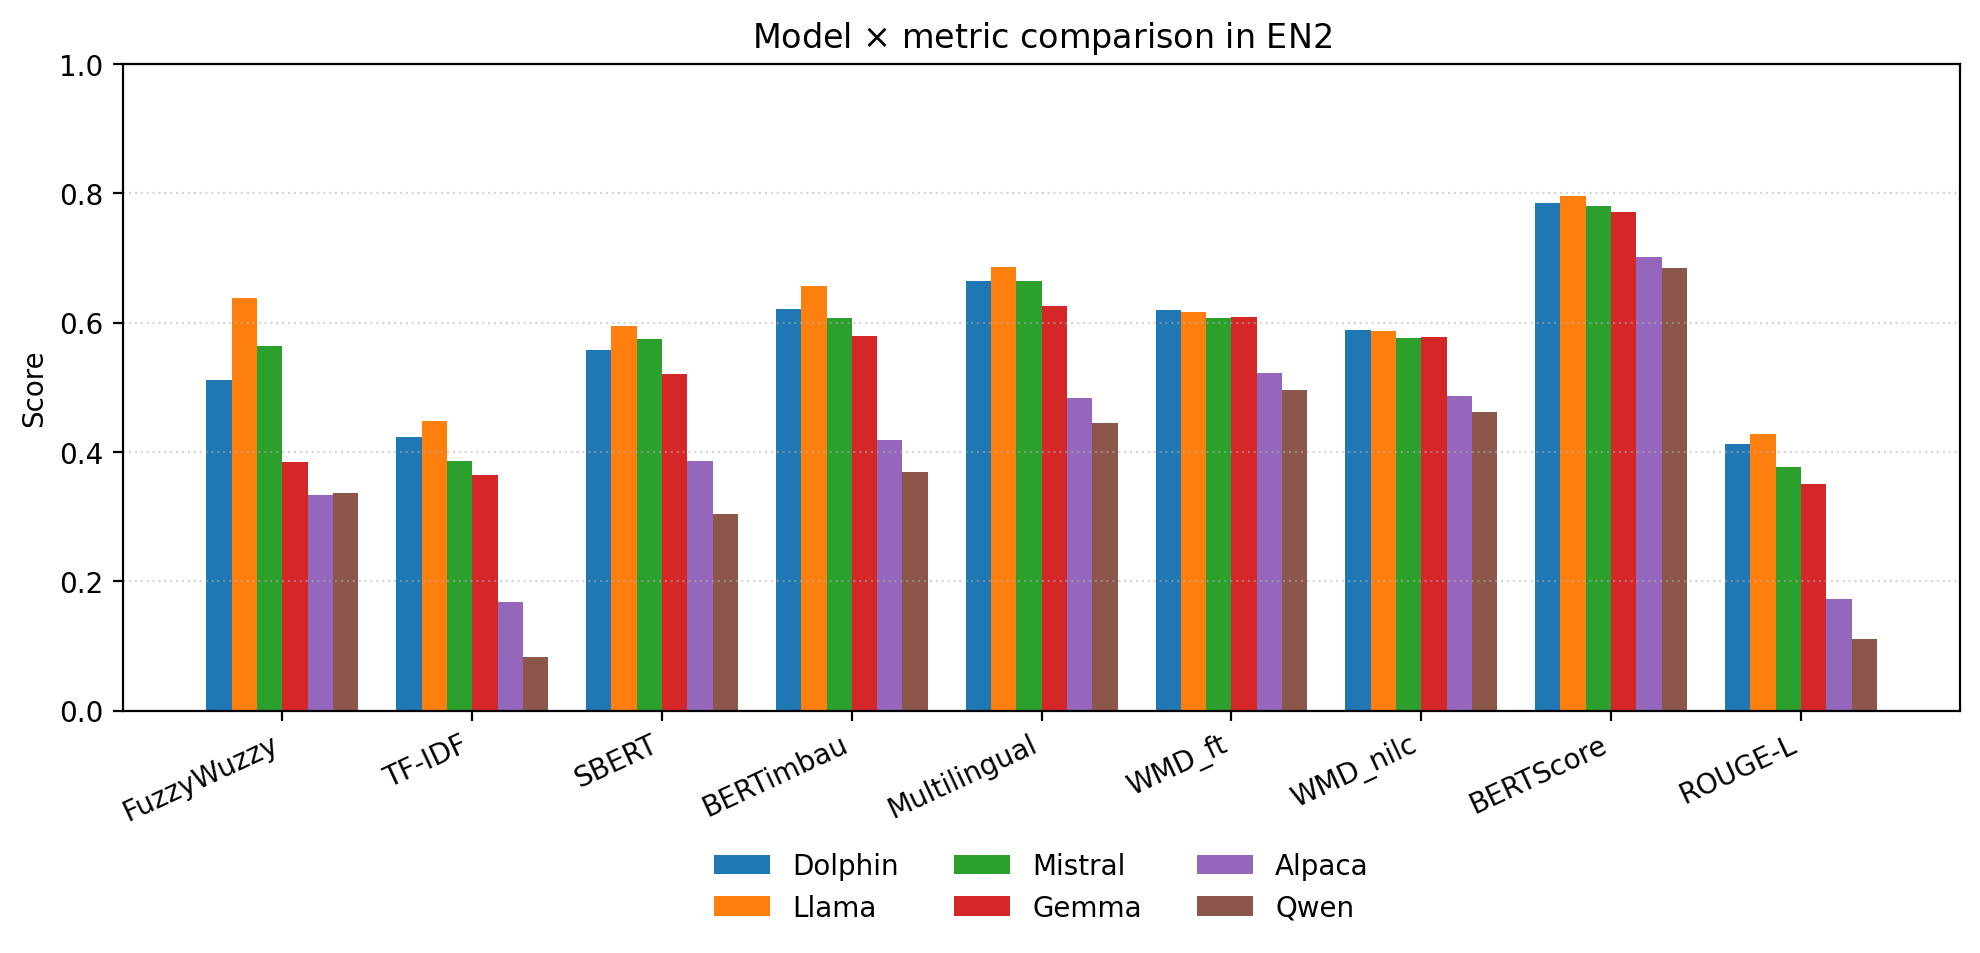 Model × metric comparison in EN2
1.0
0.8
0.6
0.4
0.2
0.0
Score
FuzzyWuzzy
TF-IDF
SBERT
BERTimbau
Multilingual
WMD_ft
WMD_nilc
BERTScore
ROUGE-L
Dolphin
Llama
Mistral
Gemma
Alpaca
Qwen